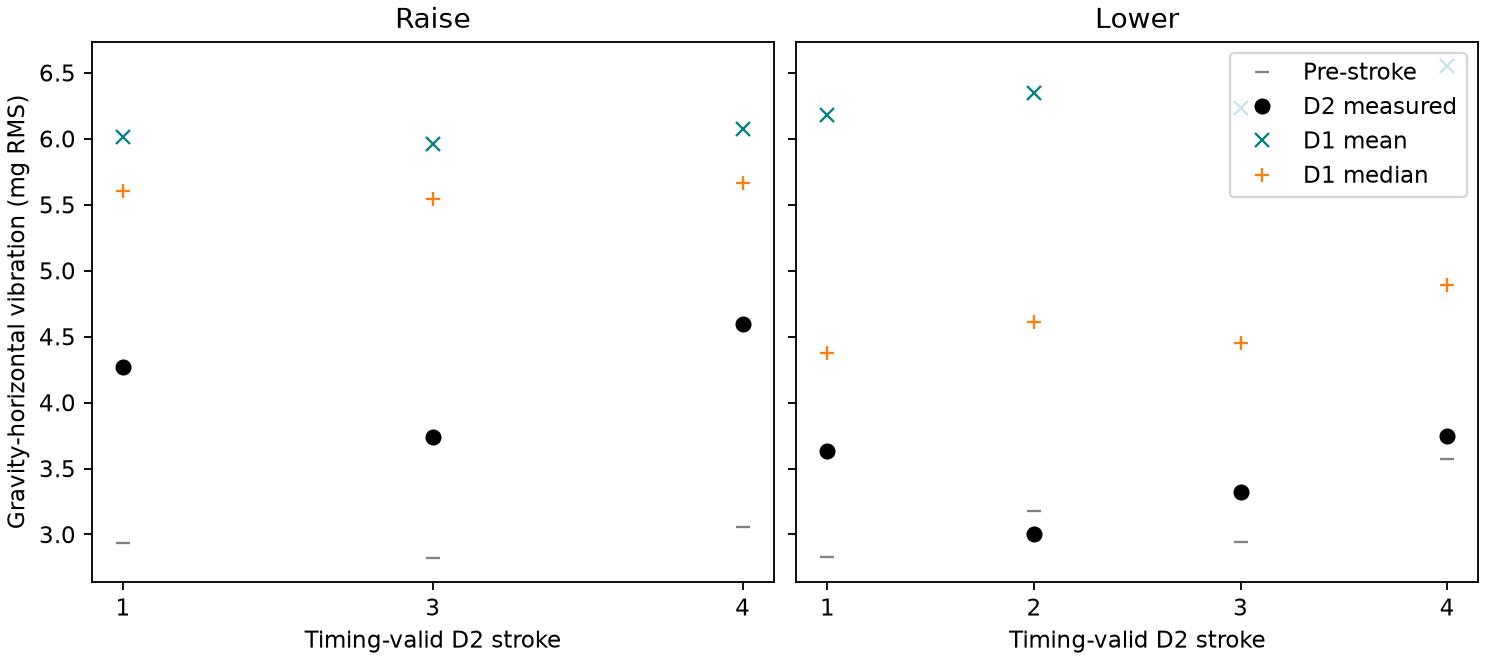 Raise
Lower
Gravity-horizontal vibration (mg RMS)
6.5
6.0
5.5
5.0
4.5
4.0
3.5
3.0
1
3
4
Timing-valid D2 stroke
Pre-stroke
D2 measured
D1 mean
D1 median
1
2
3
4
Timing-valid D2 stroke